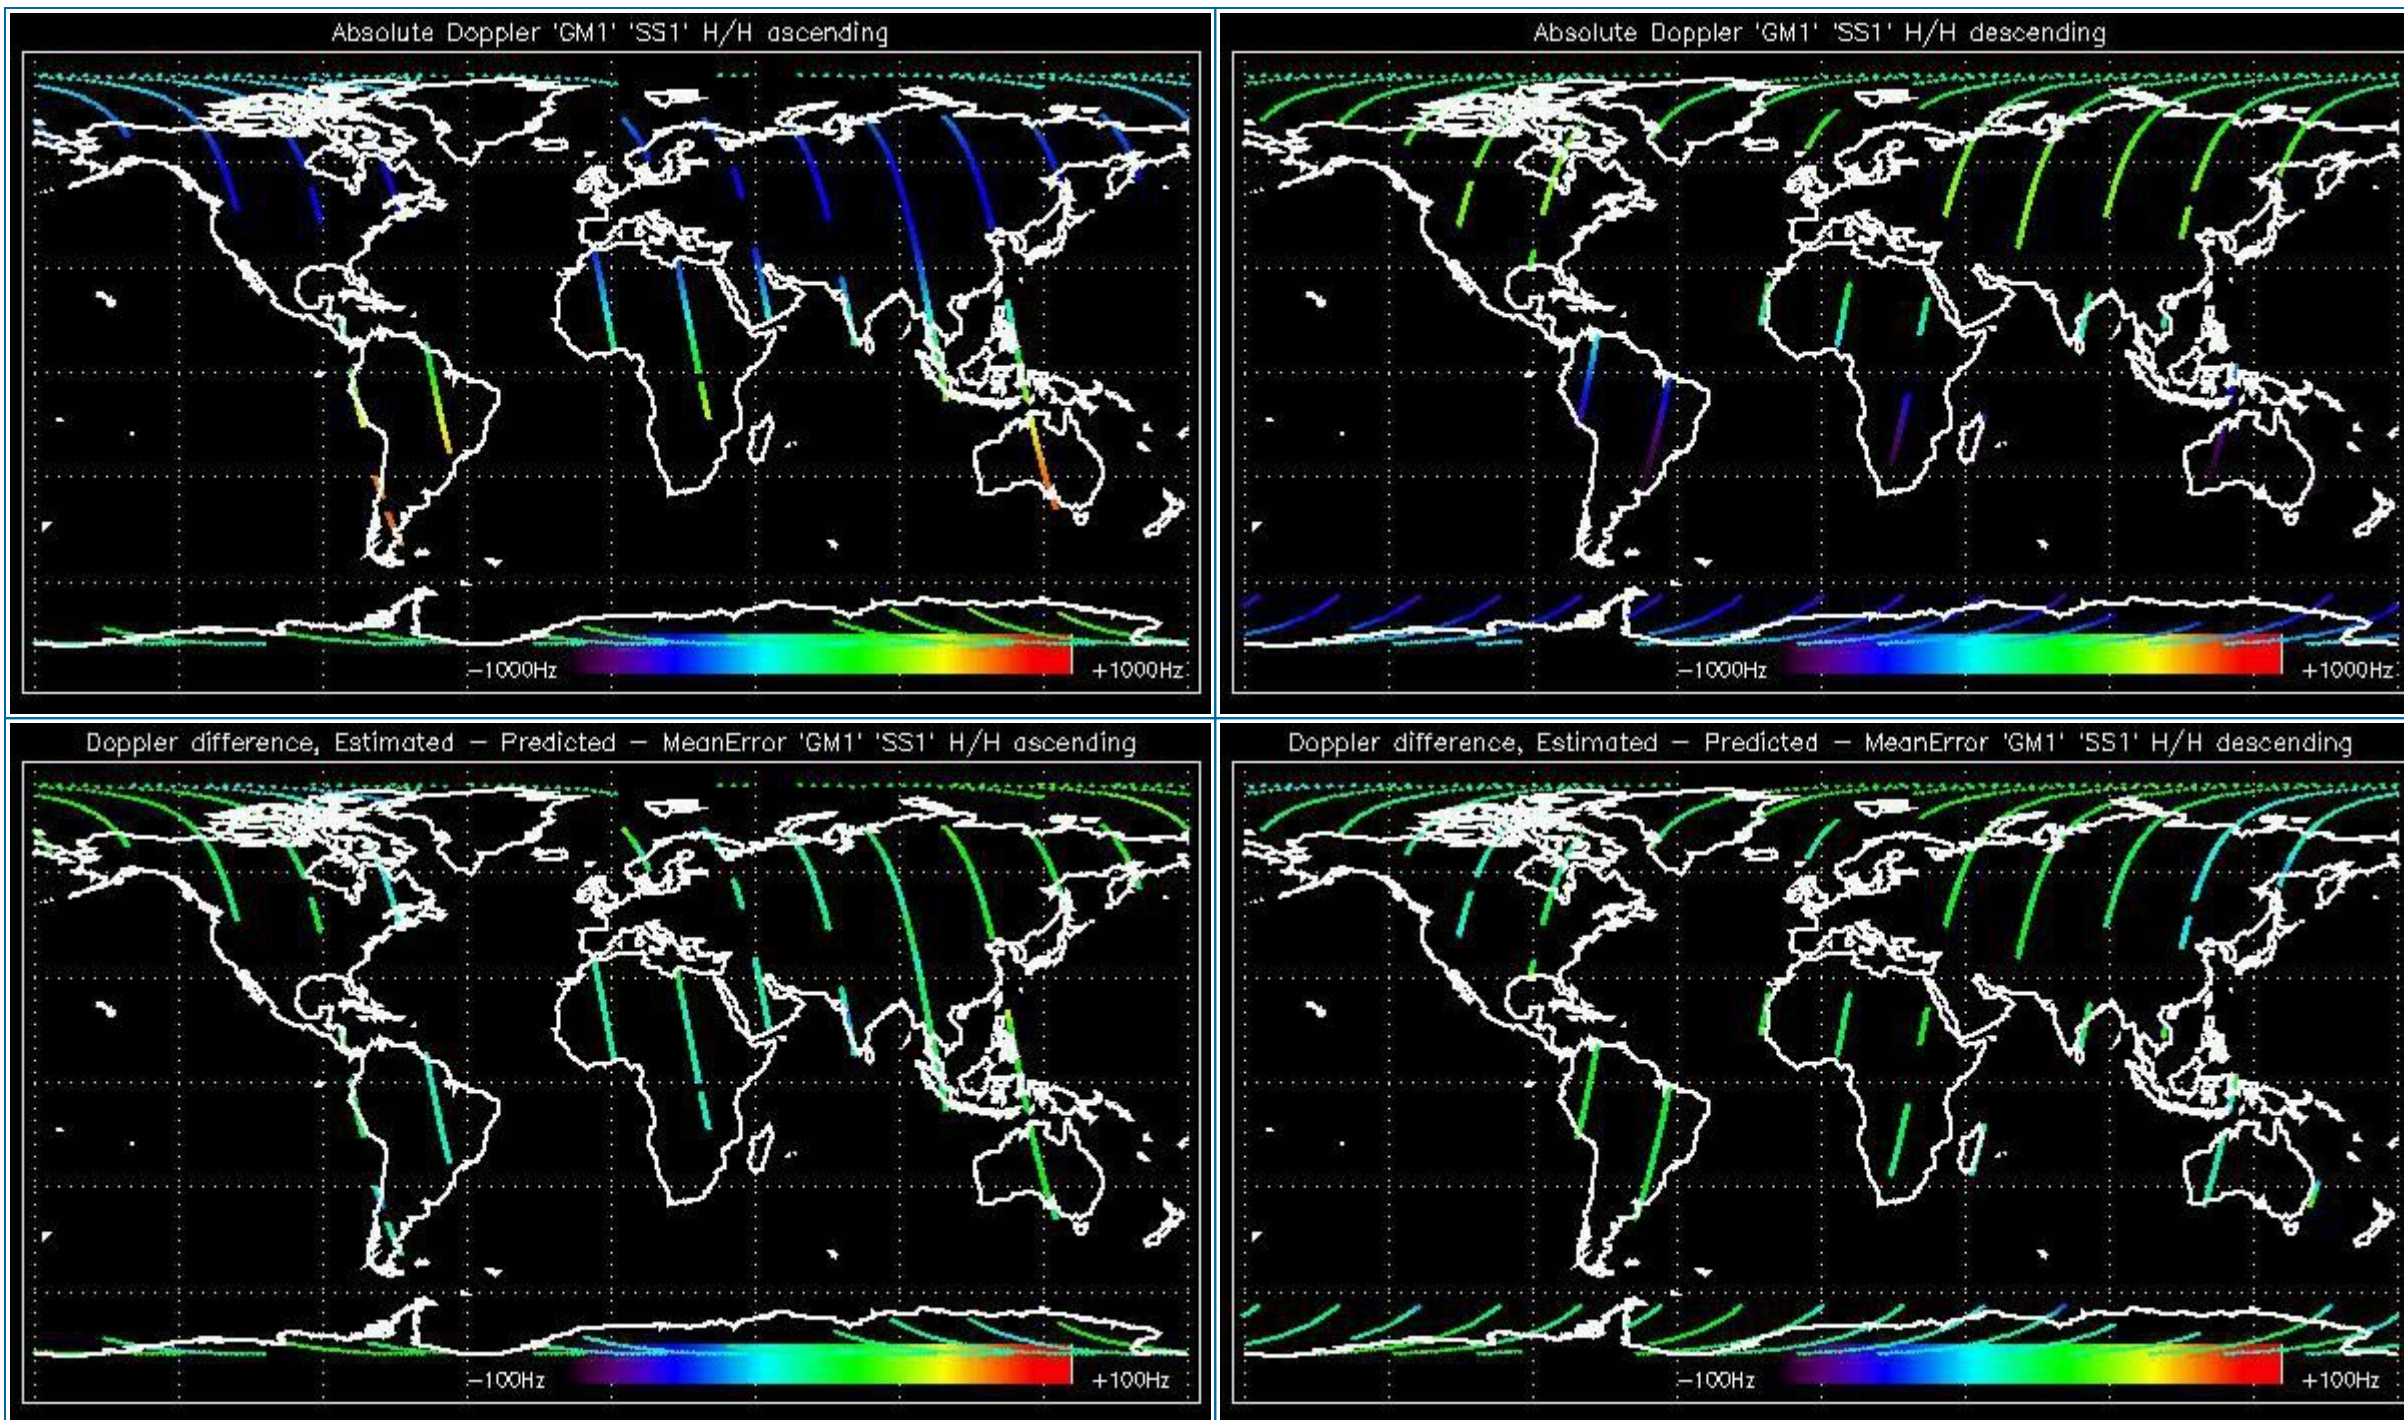 Absolute Doppler 'GM1' 'SS1' H/H ascending
−1000Hz
+1000Hz
Absolute Doppler 'GM1' 'SS1' H/H descending
−1000Hz
+1000Hz
Doppler difference, Estimated − Predicted − MeanError 'GM1' 'SS1' H/H ascending
−100Hz
+100Hz
Doppler difference, Estimated − Predicted − MeanError 'GM1' 'SS1' H/H descending
−100Hz
+100Hz